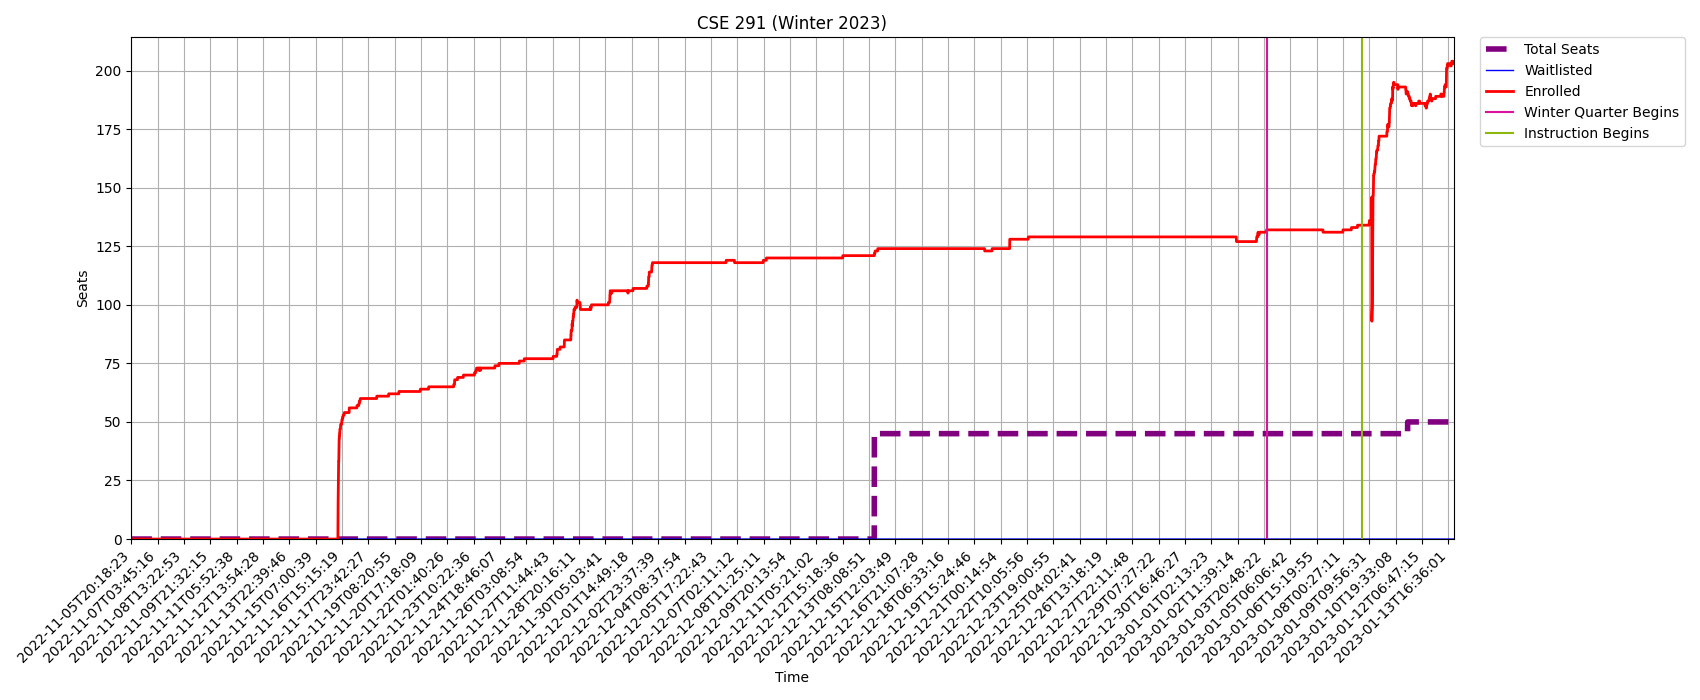 CSE 291 (Winter 2023)
Total Seats
Waitlisted
Enrolled
Winter Quarter Begins
Instruction Begins
Seats
200
175
150
125
100
75
50
25
0
2022-11-05T20:18:23
2022-11-07T03:45:16
2022-11-08T13:22:53
2022-11-09T21:32:15
2022-11-11T05:52:38
2022-11-12T13:54:28
2022-11-13T22:39:46
2022-11-15T07:00:39
2022-11-16T15:15:19
2022-11-17T23:42:27
2022-11-19T08:20:55
2022-11-20T17:18:09
2022-11-22T01:40:26
2022-11-23T10:22:36
2022-11-24T18:46:07
2022-11-26T03:08:54
2022-11-27T11:44:43
2022-11-28T20:16:11
2022-11-30T05:03:41
2022-12-01T14:49:18
2022-12-02T23:37:39
2022-12-04T08:37:54
2022-12-05T17:22:43
2022-12-07T02:11:12
2022-12-08T11:25:11
2022-12-09T20:13:54
2022-12-11T05:21:02
2022-12-12T15:18:36
2022-12-13T08:08:51
2022-12-15T12:03:49
2022-12-16T21:07:28
2022-12-18T06:33:16
2022-12-19T15:24:46
2022-12-21T00:14:54
2022-12-22T10:05:56
2022-12-23T19:00:55
2022-12-25T04:02:41
2022-12-26T13:18:19
2022-12-27T22:11:48
2022-12-29T07:27:22
2022-12-30T16:46:27
2023-01-01T02:13:23
2023-01-02T11:39:14
2023-01-03T20:48:22
2023-01-05T06:06:42
2023-01-06T15:19:55
2023-01-08T00:27:11
2023-01-09T09:56:31
2023-01-10T19:33:08
2023-01-12T06:47:15
2023-01-13T16:36:01
Time